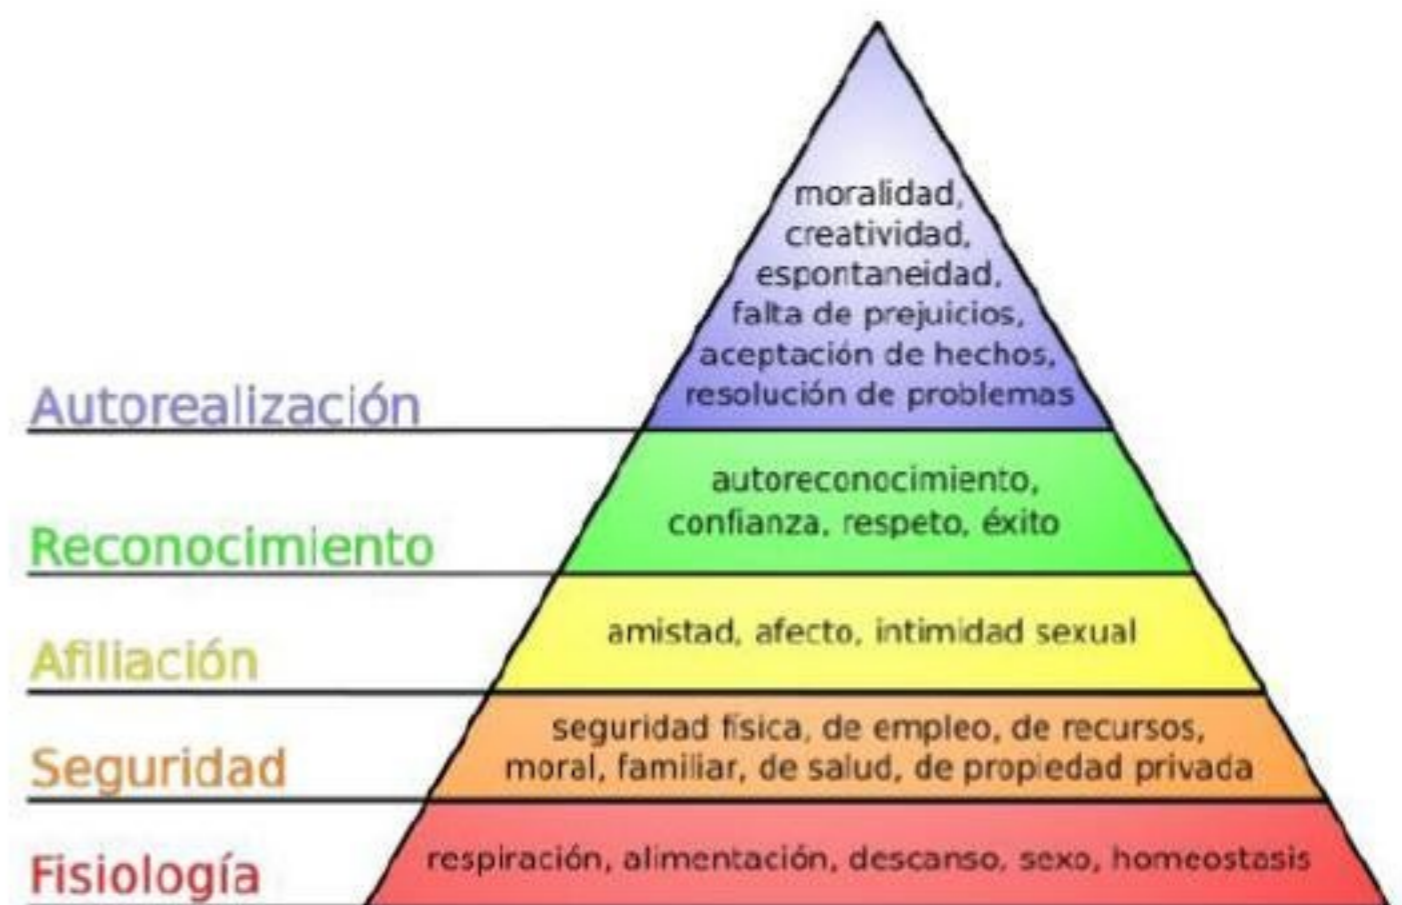 moralidad,
creatividad,
espontaneidad,
falta de prejuicios,
aceptación de hechos,
resolución de problemas
Autorealización
autoreconocimiento,
confianza, respeto, éxito
Reconocimiento
amistad, afecto, intimidad sexual
Afiliación
seguridad física, de empleo, de recursos,
moral, familiar, de salud, de propiedad privada
Seguridad
respiración, alimentación, descanso, sexo, homeostasis
Fisiología